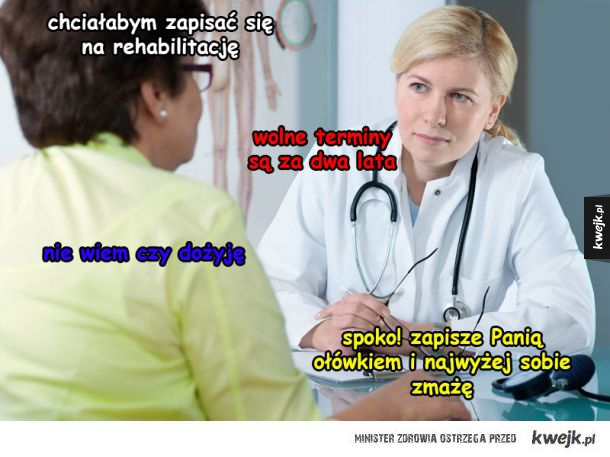 chciałabym zapisać się
na rehabilitację
wolne terminy
są za dwa lata
nie wiem czy dożyję
spoko! zapisze Panią
ołówkiem i najwyżej sobie
zmażę
kwejk.pl
MINISTER ZDROWIA OSTRZEGA PRZED kwejk.pl